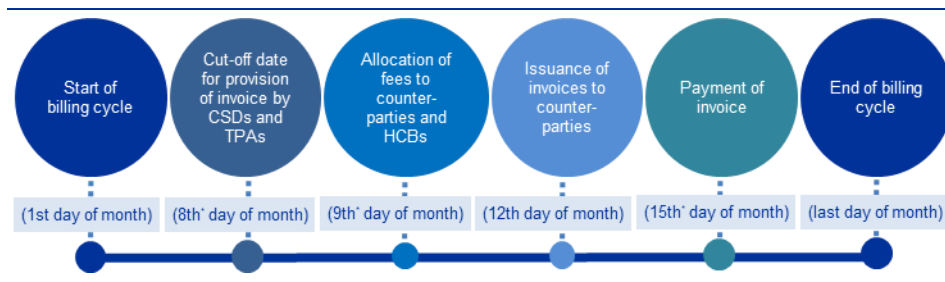 Start of
billing cycle
Cut-off date
for provision
of invoice by
CSDs and
TPAs
Allocation of
fees to
counter-
parties and
HCBs
Issuance of
invoices to
counter-
parties
Payment of
invoice
End of billing
cycle
(1st day of month)
(8th* day of month)
(9th* day of month)
(12th day of month)
(15th* day of month)
(last day of month)